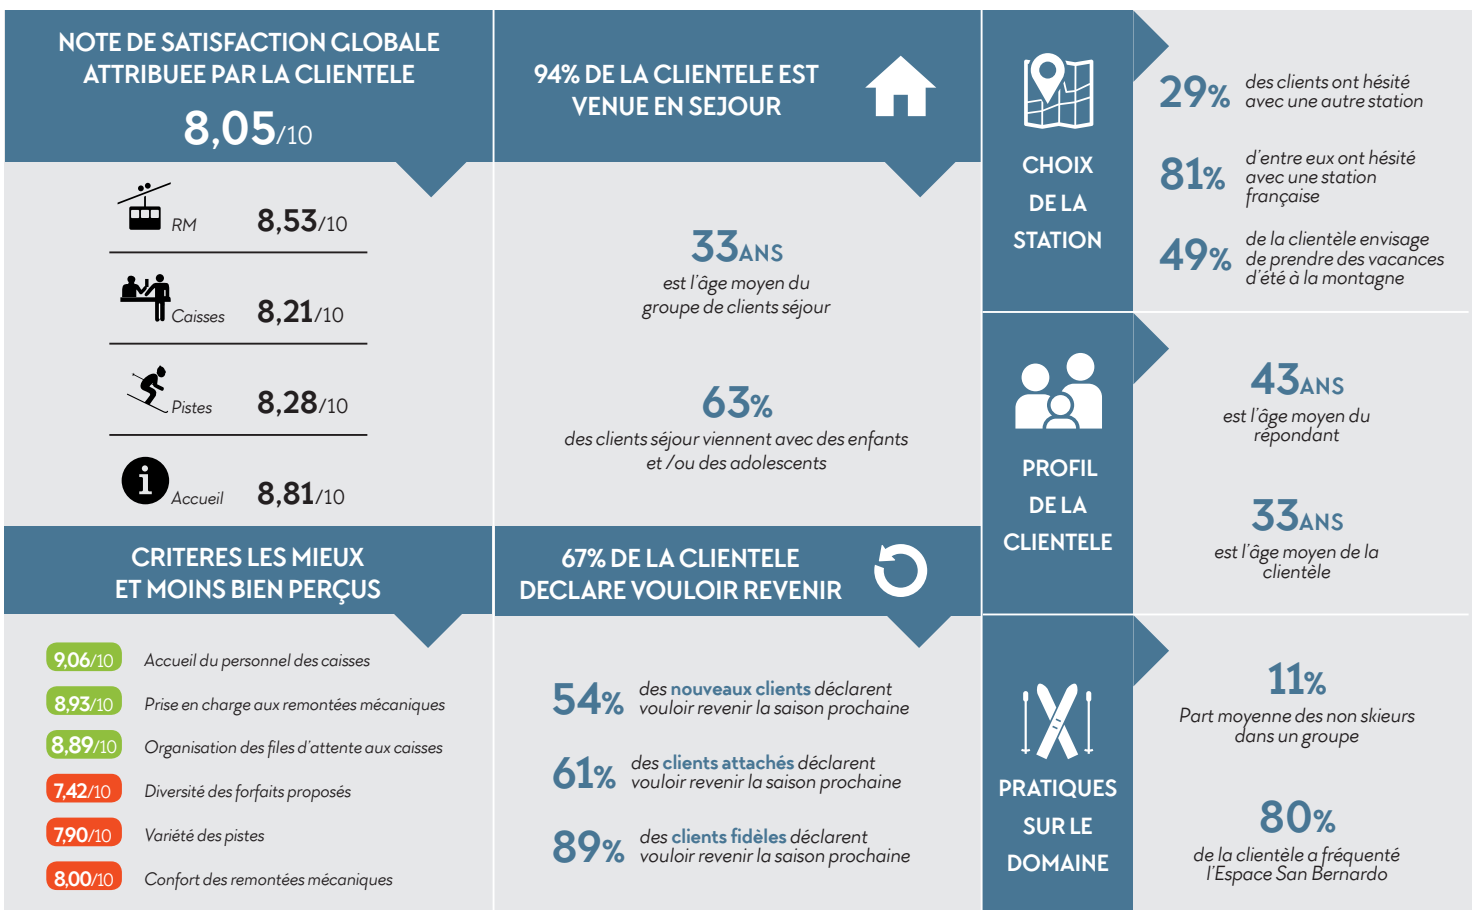 NOTE DE SATISFACTION GLOBALE
ATTRIBUEE PAR LA CLIENTELE
8,05/10
RM 8,53/10
Caisses 8,21/10
Pistes 8,28/10
Accueil 8,81/10
CRITERES LES MIEUX
ET MOINS BIEN PERÇUS
9,06/10 Accueil du personnel des caisses
8,93/10 Prise en charge aux remontées mécaniques
8,89/10 Organisation des files d'attente aux caisses
7,42/10 Diversité des forfaits proposés
7,90/10 Variété des pistes
8,00/10 Confort des remontées mécaniques
94% DE LA CLIENTELE EST
VENUE EN SEJOUR
33ANS
est l'âge moyen du
groupe de clients séjour
63%
des clients séjour viennent avec des enfants
et /ou des adolescents
67% DE LA CLIENTELE
DECLARE VOULOIR REVENIR
54% des nouveaux clients déclarent
vouloir revenir la saison prochaine
61% des clients attachés déclarent
vouloir revenir la saison prochaine
89% des clients fidèles déclarent
vouloir revenir la saison prochaine
CHOIX
DE LA
STATION
29% des clients ont hésité
avec une autre station
81% d'entre eux ont hésité
avec une station
française
49% de la clientèle envisage
de prendre des vacances
d'été à la montagne
PROFIL
DE LA
CLIENTELE
43ANS
est l'âge moyen du
répondant
33ANS
est l'âge moyen de la
clientèle
PRATIQUES
SUR LE
DOMAINE
11%
Part moyenne des non skieurs
dans un groupe
80%
de la clientèle a fréquenté
l'Espace San Bernardo